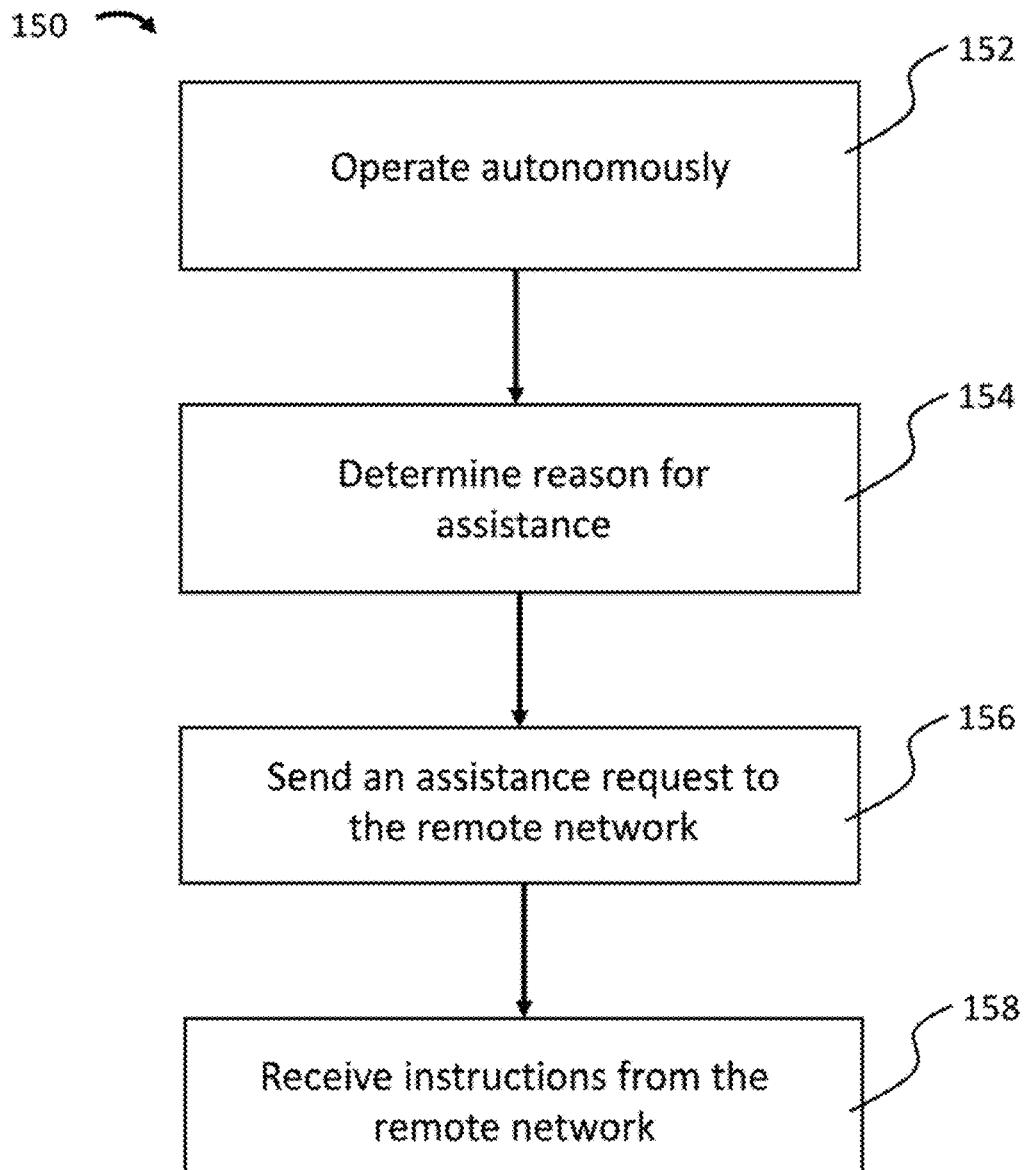 150
152
Operate autonomously
154
Determine reason for
assistance
156
Send an assistance request to
the remote network
158
Receive instructions from the
remote network